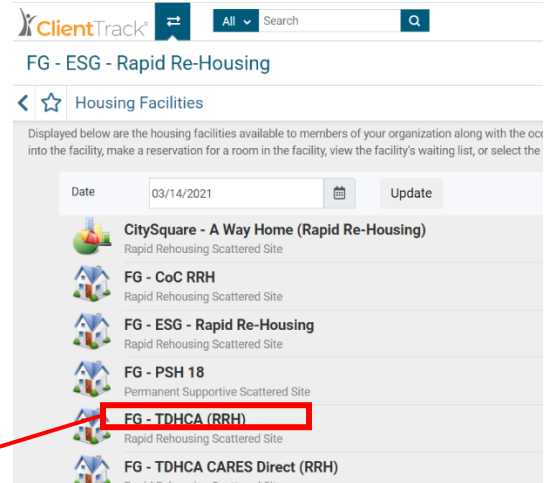 ClientTrack® All Search
FG - ESG - Rapid Re-Housing
Housing Facilities
Displayed below are the housing facilities available to members of your organization along with the occ
into the facility, make a reservation for a room in the facility, view the facility's waiting list, or select the
Date 03/14/2021 Update
CitySquare - A Way Home (Rapid Re-Housing)
Rapid Rehousing Scattered Site
FG - CoC RRH
Rapid Rehousing Scattered Site
FG - ESG - Rapid Re-Housing
Rapid Rehousing Scattered Site
FG - PSH 18
Permanent Supportive Scattered Site
FG - TDHCA (RRH)
Rapid Rehousing Scattered Site
FG - TDHCA CARES Direct (RRH)